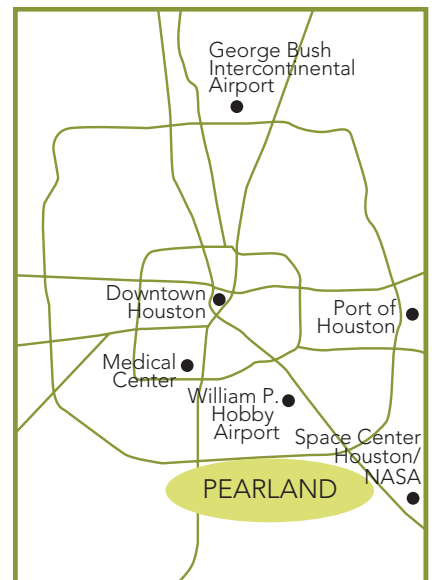 George Bush
Intercontinental
Airport
Downtown
Houston
Port of
Houston
Medical
Center
William P.
Hobby
Airport
Space Center
Houston/
NASA
PEARLAND